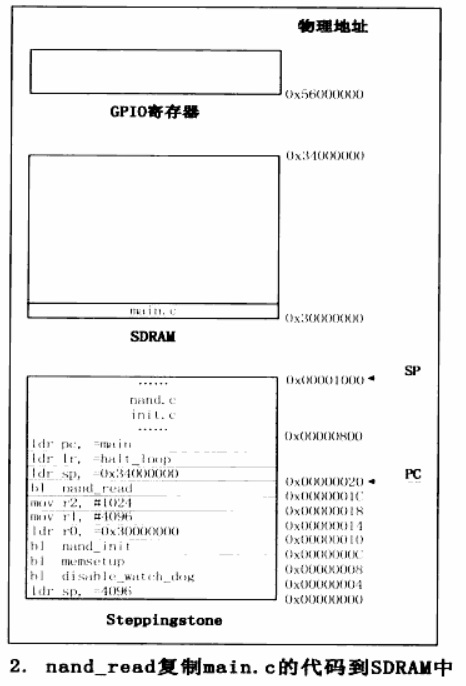 物理地址
0x56000000
GPIO寄存器
0x34000000
main.c
0x30000000
SDRAM
SP
0x00001000
......
nand.c
init.c
......
0x00000800
ldr pc, =main
ldr lr, =halt_loop
ldr sp, =0x34000000
PC
0x00000020
bl nand_read
0x0000001C
mov r2, #1024
0x00000018
mov r1, #4096
0x00000014
ldr r0, =0x30000000
0x00000010
bl nand_init
0x0000000C
bl memsetup
0x00000008
bl disable_watch_dog
0x00000004
ldr sp, =4096
0x00000000
Steppingstone
2. nand_read复制main.c的代码到SDRAM中